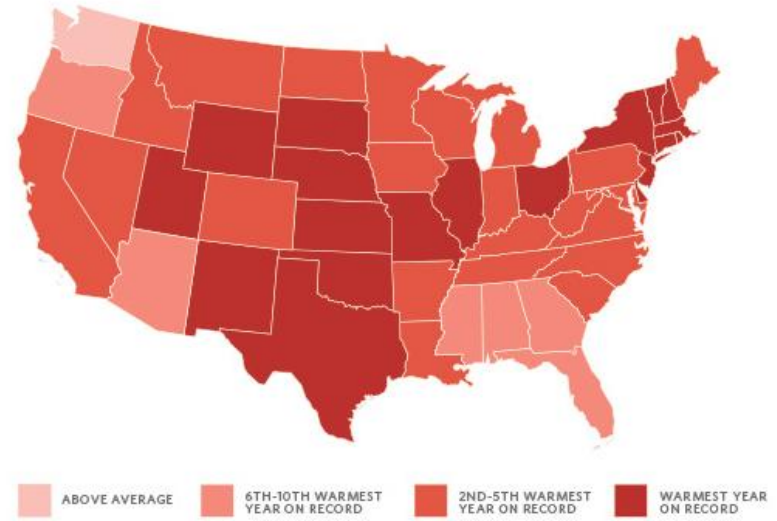 ABOVE AVERAGE
6TH-10TH WARMEST
YEAR ON RECORD
2ND-5TH WARMEST
YEAR ON RECORD
WARMEST YEAR
ON RECORD